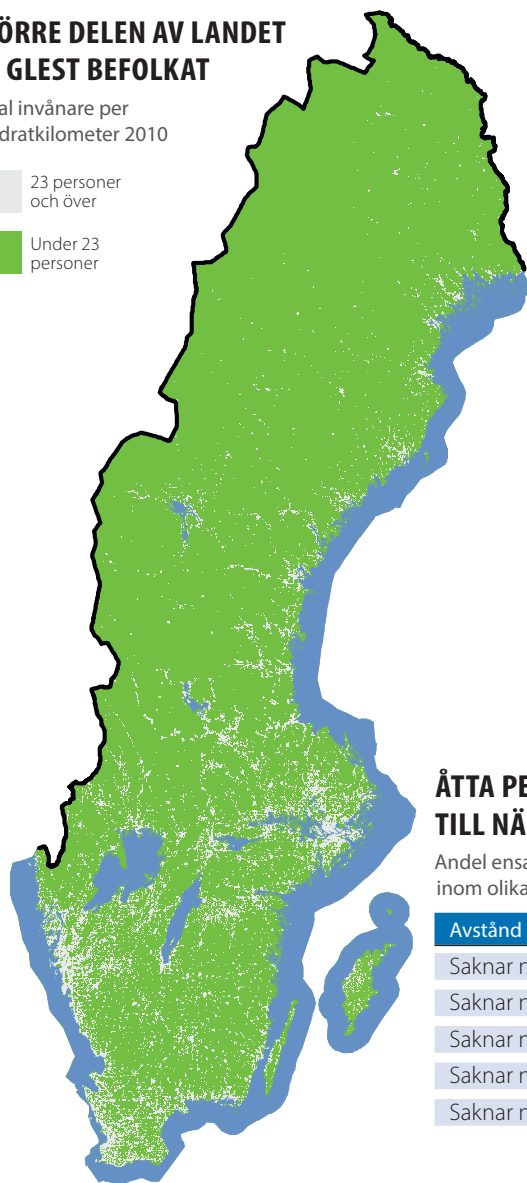 ÖRRE DELEN AV LANDET
GLEST BEFOLKAT
al invånare per
dratkilometer 2010
23 personer
och över
Under 23
personer
ÅTTA PE
TILL NÄ
Andel ensa
inom olika
Avstånd
Saknar
Saknar
Saknar
Saknar
Saknar